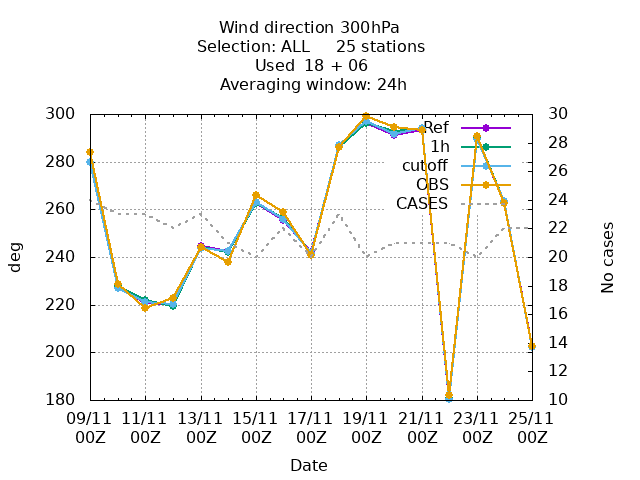 Wind direction 300hPa
Selection: ALL 25 stations
Used 18 + 06
Averaging window: 24h
300
280
260
240
220
200
180
deg
30
28
26
24
22
20
18
16
14
12
10
No cases
Ref
1h
cutoff
OBS
CASES
09/11 11/11 13/11 15/11 17/11 19/11 21/11 23/11 25/11
00Z 00Z 00Z 00Z 00Z 00Z 00Z 00Z 00Z
Date